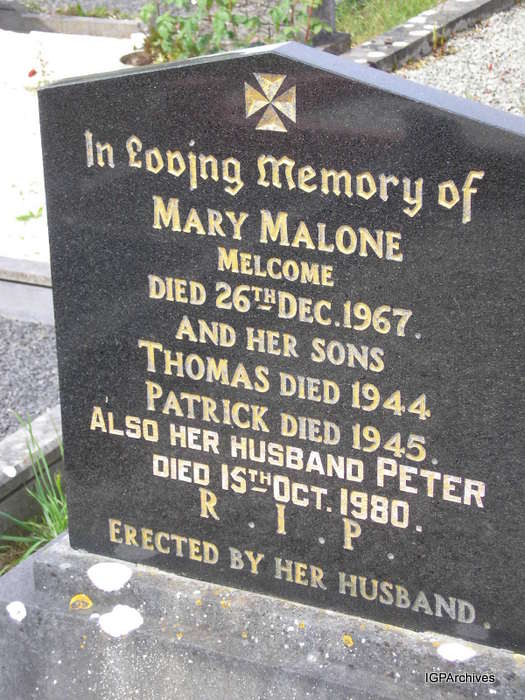 In Loving Memory of
MARY MALONE
MELCOME
DIED 26TH DEC. 1967.
AND HER SONS
THOMAS DIED 1944
PATRICK DIED 1945.
ALSO HER HUSBAND PETER
DIED 15TH OCT. 1980.
R. I. P.
ERECTED BY HER HUSBAND.
IGPArchives